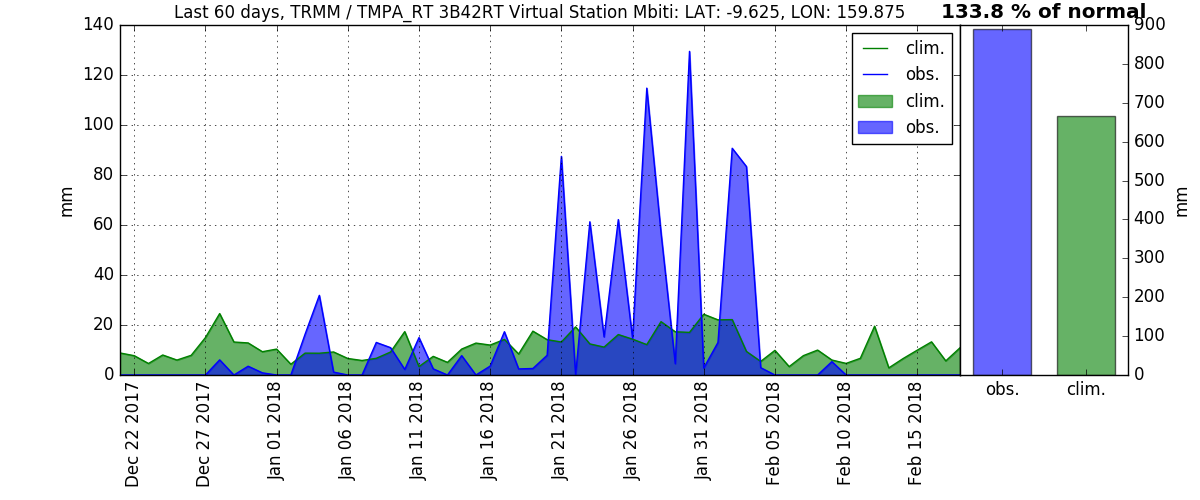 Last 60 days, TRMM / TMPA_RT 3B42RT Virtual Station Mbiti: LAT: -9.625, LON: 159.875
133.8 % of normal
140
120
100
80
60
40
20
0
mm
clim.
obs.
clim.
obs.
900
800
700
600
500
400
300
200
100
0
mm
obs.
clim.
Dec 22 2017
Dec 27 2017
Jan 01 2018
Jan 06 2018
Jan 11 2018
Jan 16 2018
Jan 21 2018
Jan 26 2018
Jan 31 2018
Feb 05 2018
Feb 10 2018
Feb 15 2018